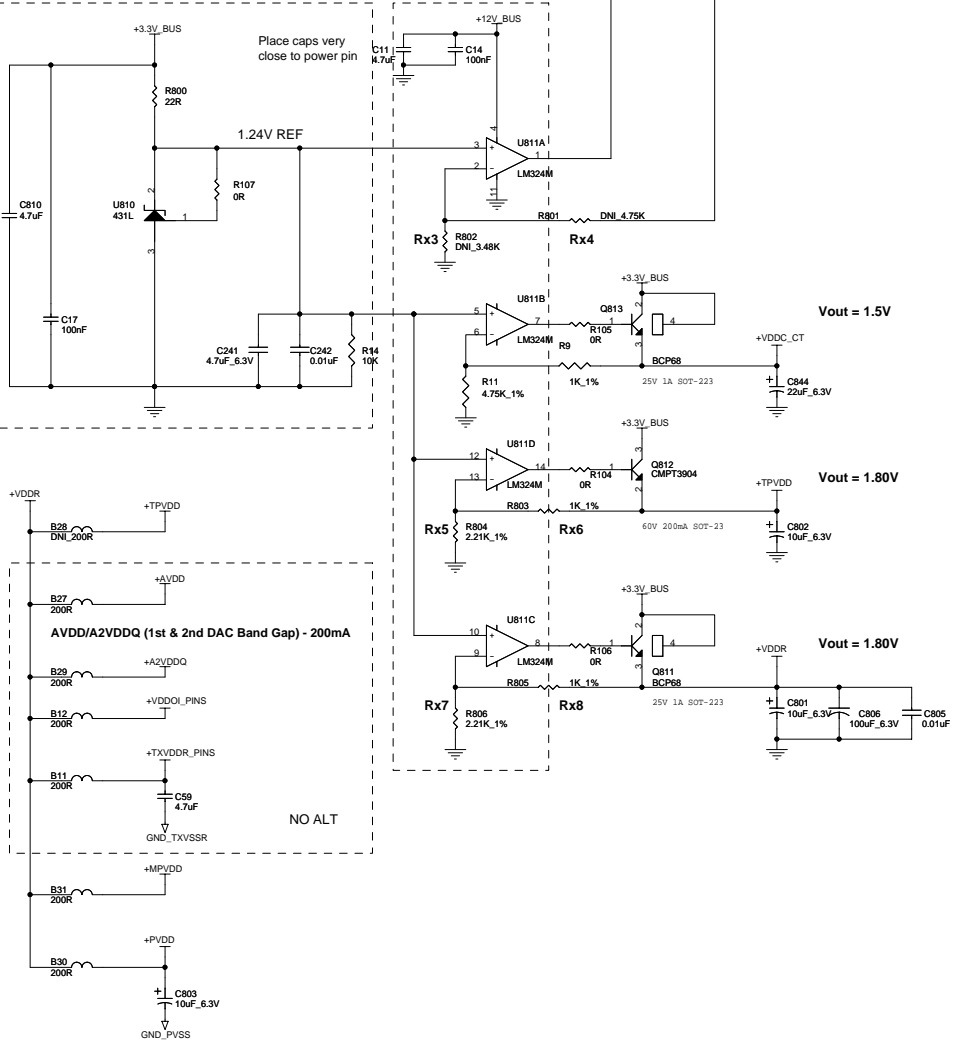 +3.3V_BUS
Place caps very
close to power pin
R800
22R
1.24V REF
C810
4.7uF
C17
100nF
U810
431L
2
1
3
R107
0R
C241
4.7uF_6.3V
C242
0.01uF
R14
10K
+12V_BUS
C11
4.7uF
C14
100nF
4
3
2
1
11
+
-
U811A
LM324M
R801
DNI_4.75K
Rx3
R802
DNI_3.48K
Rx4
5
6
7
+
-
U811B
LM324M
R105
0R
R9
1K_1%
R11
4.75K_1%
+3.3V_BUS
Q813
1
2
3
4
BCP68
25V 1A SOT-223
Vout = 1.5V
+VDDC_CT
+
C844
22uF_6.3V
12
13
14
+
-
U811D
LM324M
R104
0R
R803
1K_1%
Rx5
R804
2.21K_1%
Rx6
+3.3V_BUS
1
3
2
Q812
CMPT3904
60V 200mA SOT-23
Vout = 1.80V
+TPVDD
+
C802
10uF_6.3V
10
9
8
+
-
U811C
LM324M
R106
0R
R805
1K_1%
Rx7
R806
2.21K_1%
Rx8
+3.3V_BUS
1
2
3
4
Q811
BCP68
25V 1A SOT-223
Vout = 1.80V
+VDDR
+
C801
10uF_6.3V
C806
100uF_6.3V
C805
0.01uF
+VDDR
+TPVDD
B28
DNI_200R
+AVDD
B27
200R
AVDD/A2VDDQ (1st & 2nd DAC Band Gap) - 200mA
+A2VDDQ
B29
200R
+VDDOI_PINS
B12
200R
+TXVDDR_PINS
B11
200R
C59
4.7uF
GND_TXVSSR
NO ALT
+MPVDD
B31
200R
+PVDD
B30
200R
+
C803
10uF_6.3V
GND_PVSS